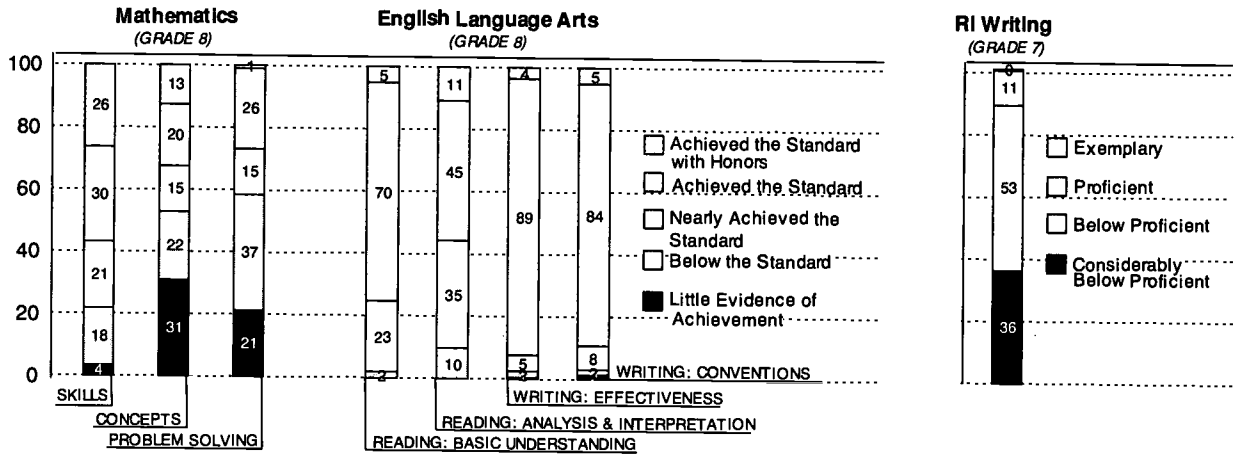 Mathematics
(GRADE 8)
English Language Arts
(GRADE 8)
RI Writing
(GRADE 7)
100
80
60
40
20
0
26
30
21
18
4
13
20
15
22
31
1
26
15
37
21
5
70
23
2
11
45
35
10
4
89
5
5
84
8
2
Achieved the Standard
with Honors
Achieved the Standard
Nearly Achieved the
Standard
Below the Standard
Little Evidence of
Achievement
0
11
53
36
Exemplary
Proficient
Below Proficient
Considerably
Below Proficient
SKILLS
CONCEPTS
PROBLEM SOLVING
WRITING: CONVENTIONS
WRITING: EFFECTIVENESS
READING: ANALYSIS & INTERPRETATION
READING: BASIC UNDERSTANDING